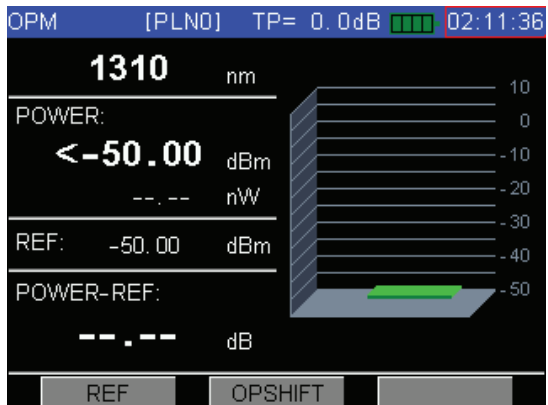 OPM [PLN0] TP= 0.0dB 02:11:36
1310 nm
POWER:
<-50.00 dBm
--.-- nW
REF: -50.00 dBm
POWER-REF:
--.-- dB
10
0
-10
-20
-30
-40
-50
REF OPSHIFT